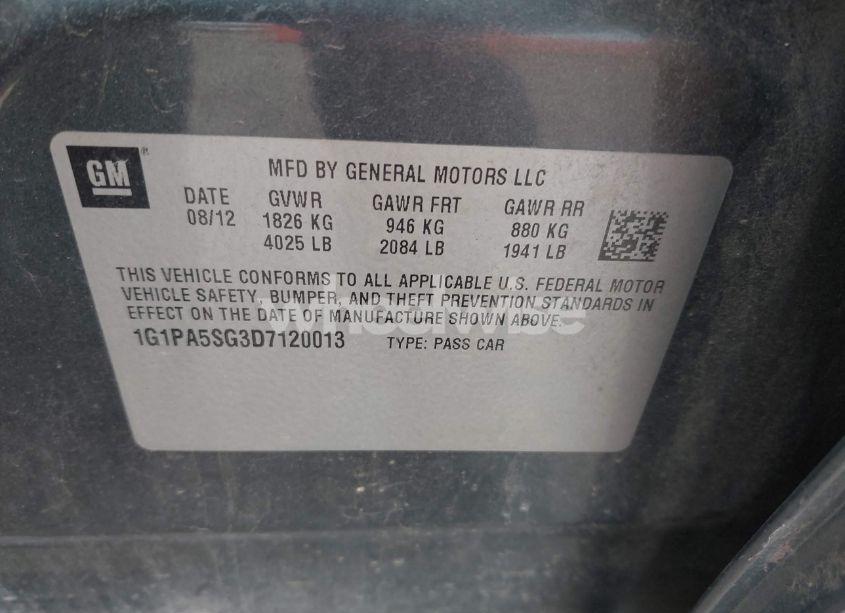 GM®
MFD BY GENERAL MOTORS LLC
DATE GVWR GAWR FRT GAWR RR
08/12 1826 KG 946 KG 880 KG
4025 LB 2084 LB 1941 LB
THIS VEHICLE CONFORMS TO ALL APPLICABLE U.S. FEDERAL MOTOR
VEHICLE SAFETY, BUMPER, AND THEFT PREVENTION STANDARDS IN
EFFECT ON THE DATE OF MANUFACTURE SHOWN ABOVE.
wheelwise
1G1PA5SG3D7120013 TYPE: PASS CAR